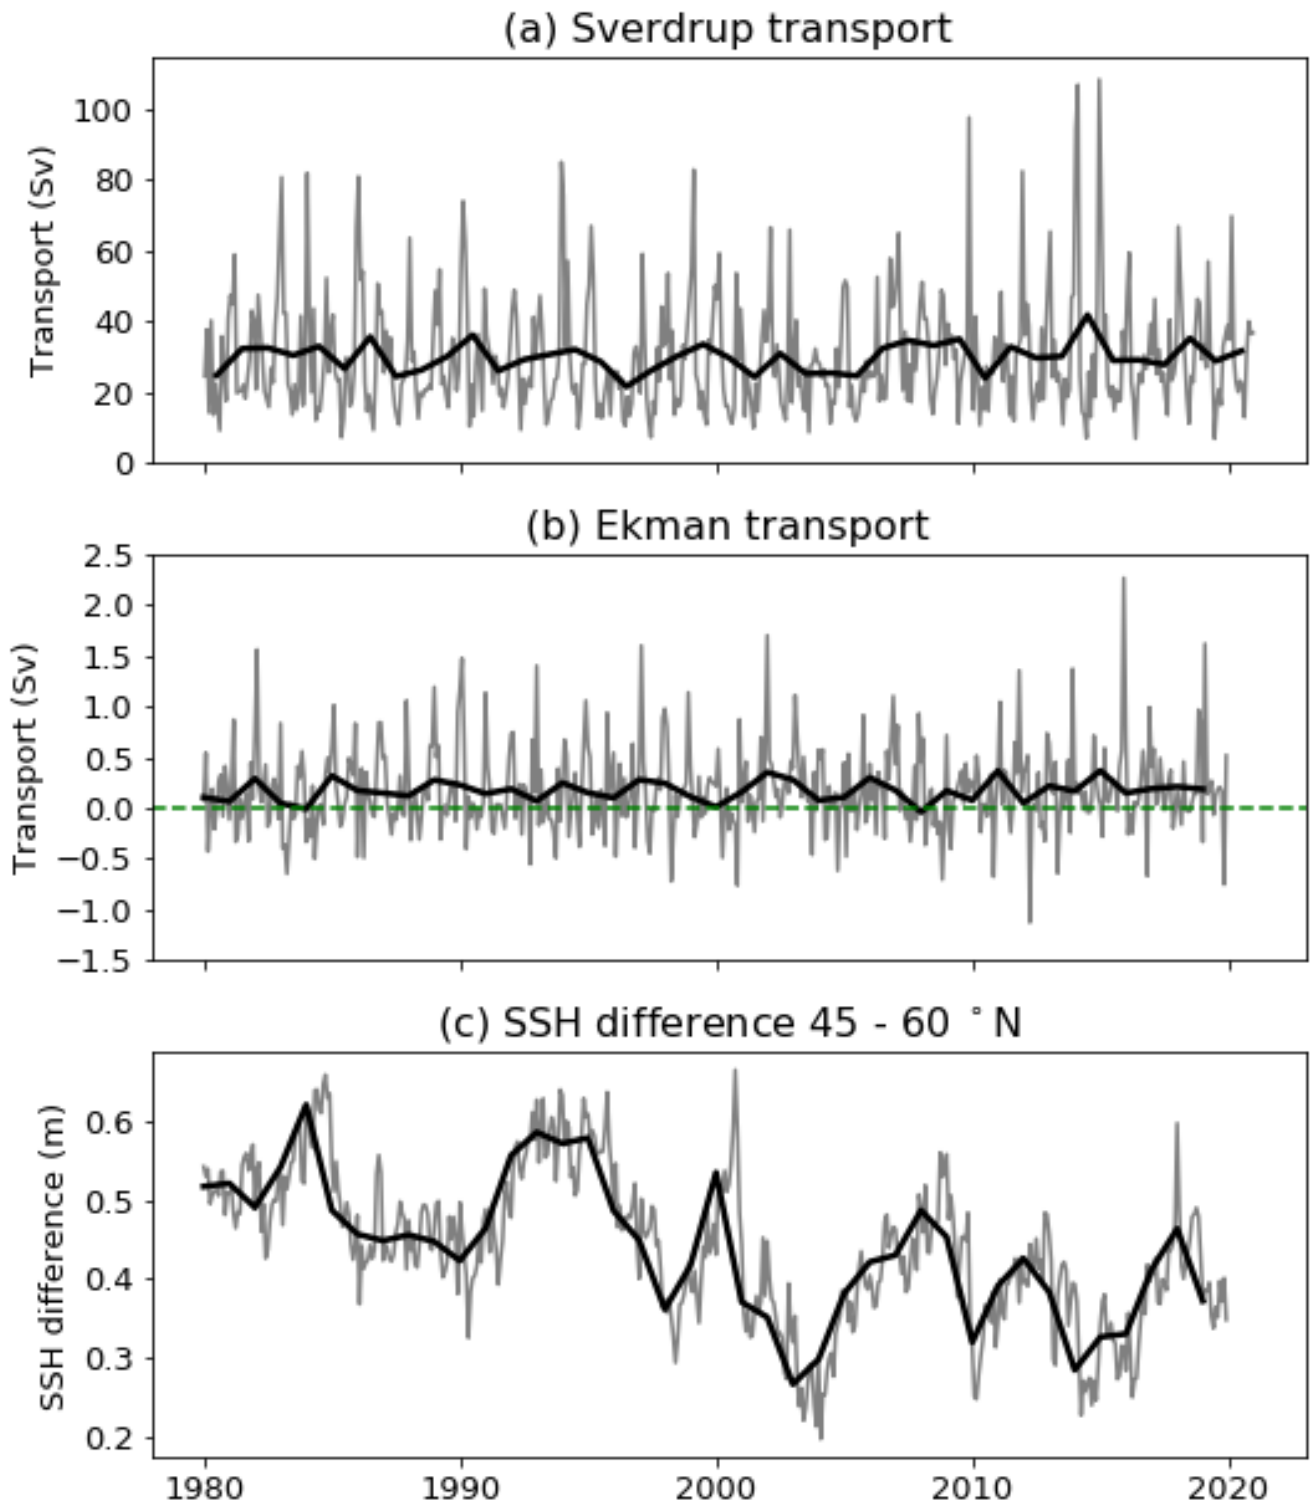 (a) Sverdrup transport
Transport (Sv)
100
80
60
40
20
0
(b) Ekman transport
Transport (Sv)
2.5
2.0
1.5
1.0
0.5
0.0
−0.5
−1.0
−1.5
(c) SSH difference 45 - 60 °N
SSH difference (m)
0.6
0.5
0.4
0.3
0.2
1980 1990 2000 2010 2020